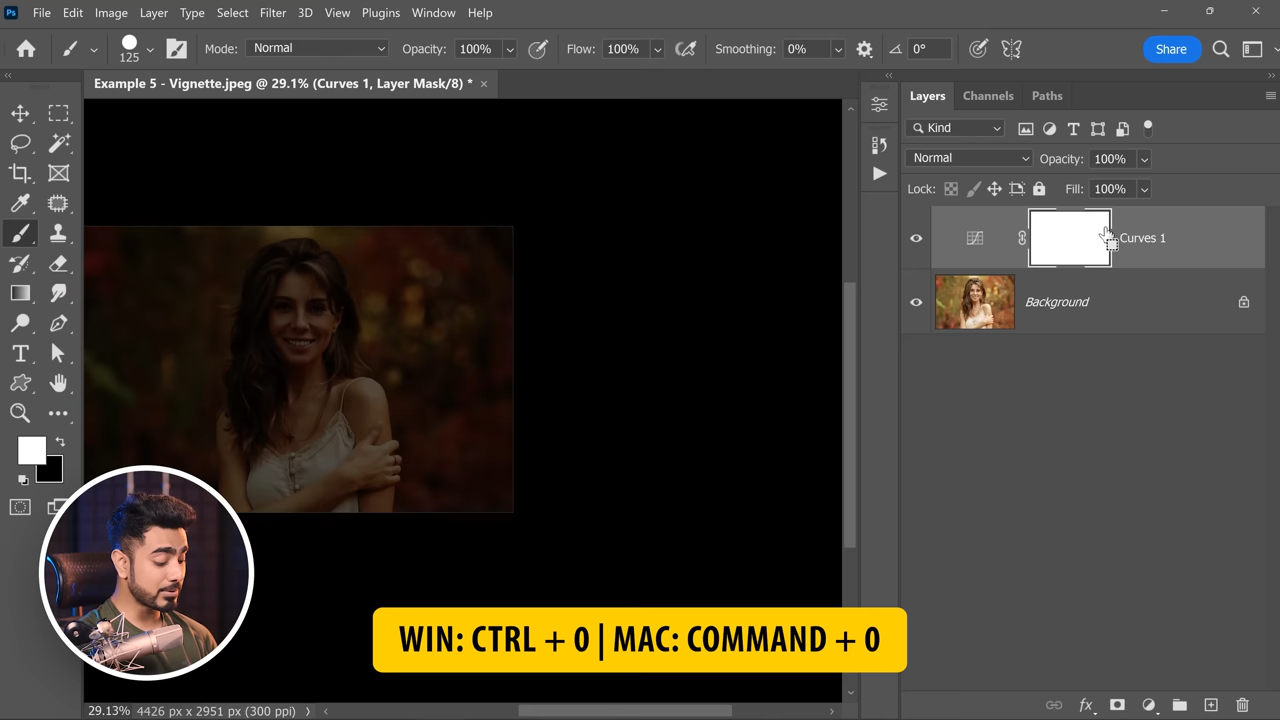 Ps File Edit Image Layer Type Select Filter 3D View Plugins Window Help
125 Mode: Normal Opacity: 100% Flow: 100% Smoothing: 0% 0° Share
Example 5 - Vignette.jpeg @ 29.1% (Curves 1, Layer Mask/8) *
Layers Channels Paths
Kind
Normal Opacity: 100%
Lock: Fill: 100%
Curves 1
Background
WIN: CTRL + 0 | MAC: COMMAND + 0
29.13% 4426 px x 2951 px (300 ppi)